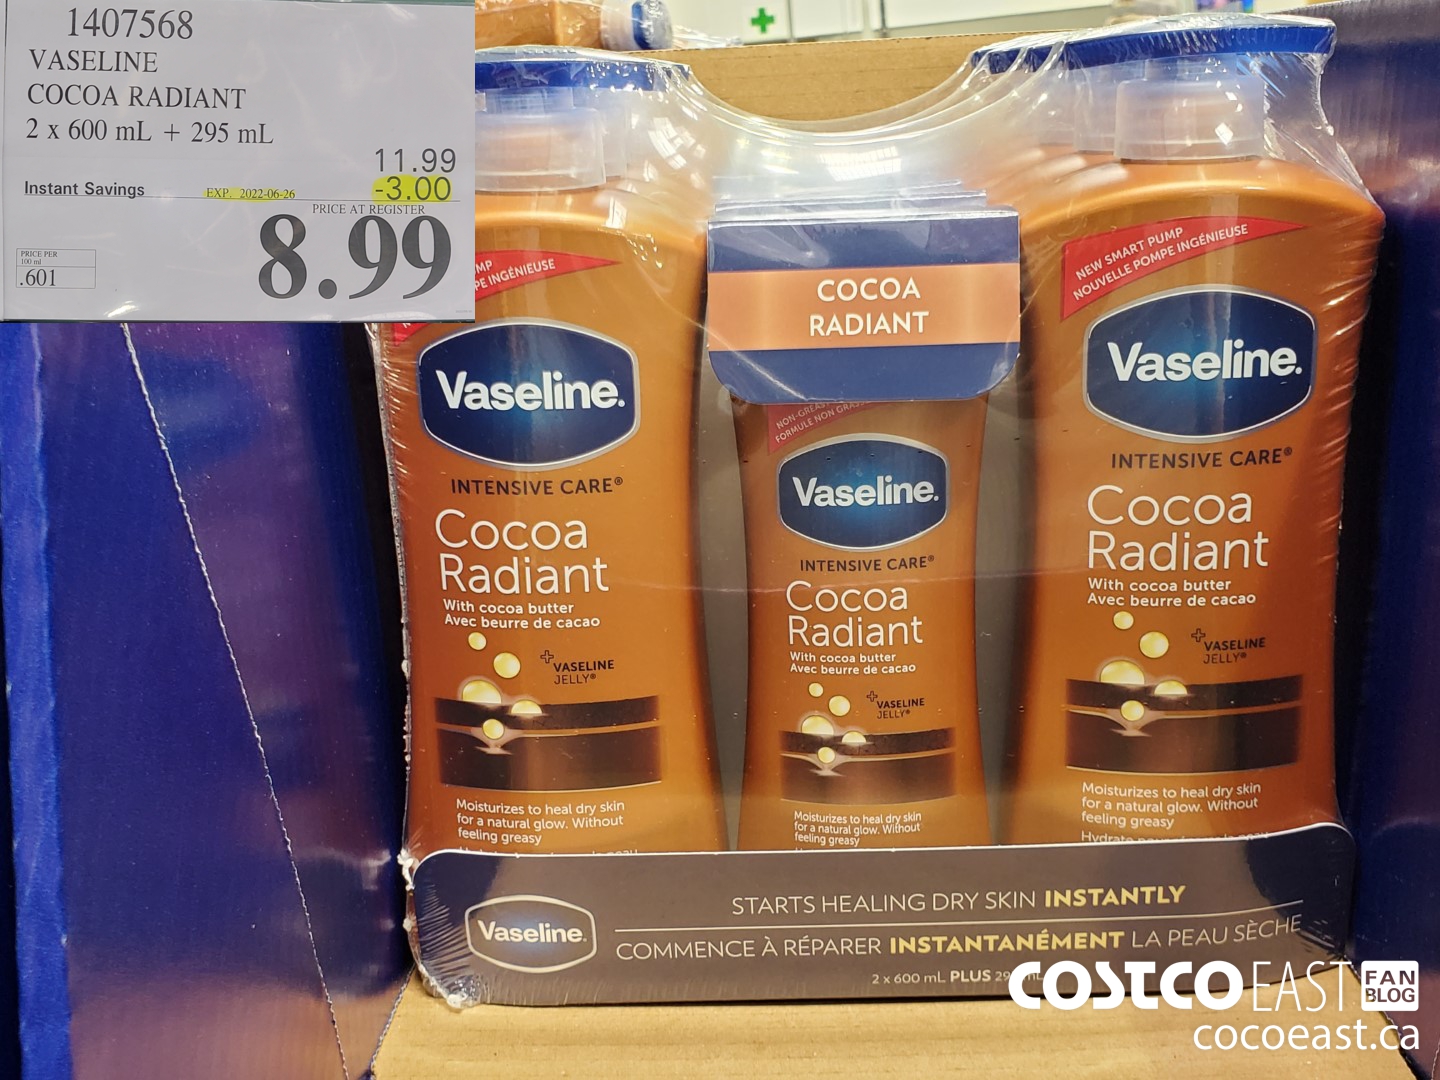 1407568
VASELINE
COCOA RADIANT
2 x 600 mL + 295 mL
11.99
Instant Savings EXP. 2022-06-26 -3.00
PRICE AT REGISTER
8.99
PRICE PER
100 ml
.601
PE INGÉNIEUSE
Vaseline.
INTENSIVE CARE®
Cocoa
Radiant
With cocoa butter
Avec beurre de cacao
+VASELINE
JELLY®
Moisturizes to heal dry skin
for a natural glow. Without
feeling greasy
COCOA
RADIANT
FORMULE NON
Vaseline.
INTENSIVE CARE®
Cocoa
Radiant
With cocoa butter
Avec beurre de cacao
+VASELINE
JELLY®
Moisturizes to heal dry skin
for a natural glow. Without
feeling greasy
NEW SMART PUMP
NOUVELLE POMPE INGÉNIEUSE
Vaseline.
INTENSIVE CARE®
Cocoa
Radiant
With cocoa butter
Avec beurre de cacao
+VASELINE
JELLY®
Moisturizes to heal dry skin
for a natural glow. Without
feeling greasy
Vaseline.
STARTS HEALING DRY SKIN INSTANTLY
COMMENCE À RÉPARER INSTANTANÉMENT LA PEAU SÈCHE
2 x 600 mL PLUS
COSTCO EAST FAN BLOG
cocoeast.ca